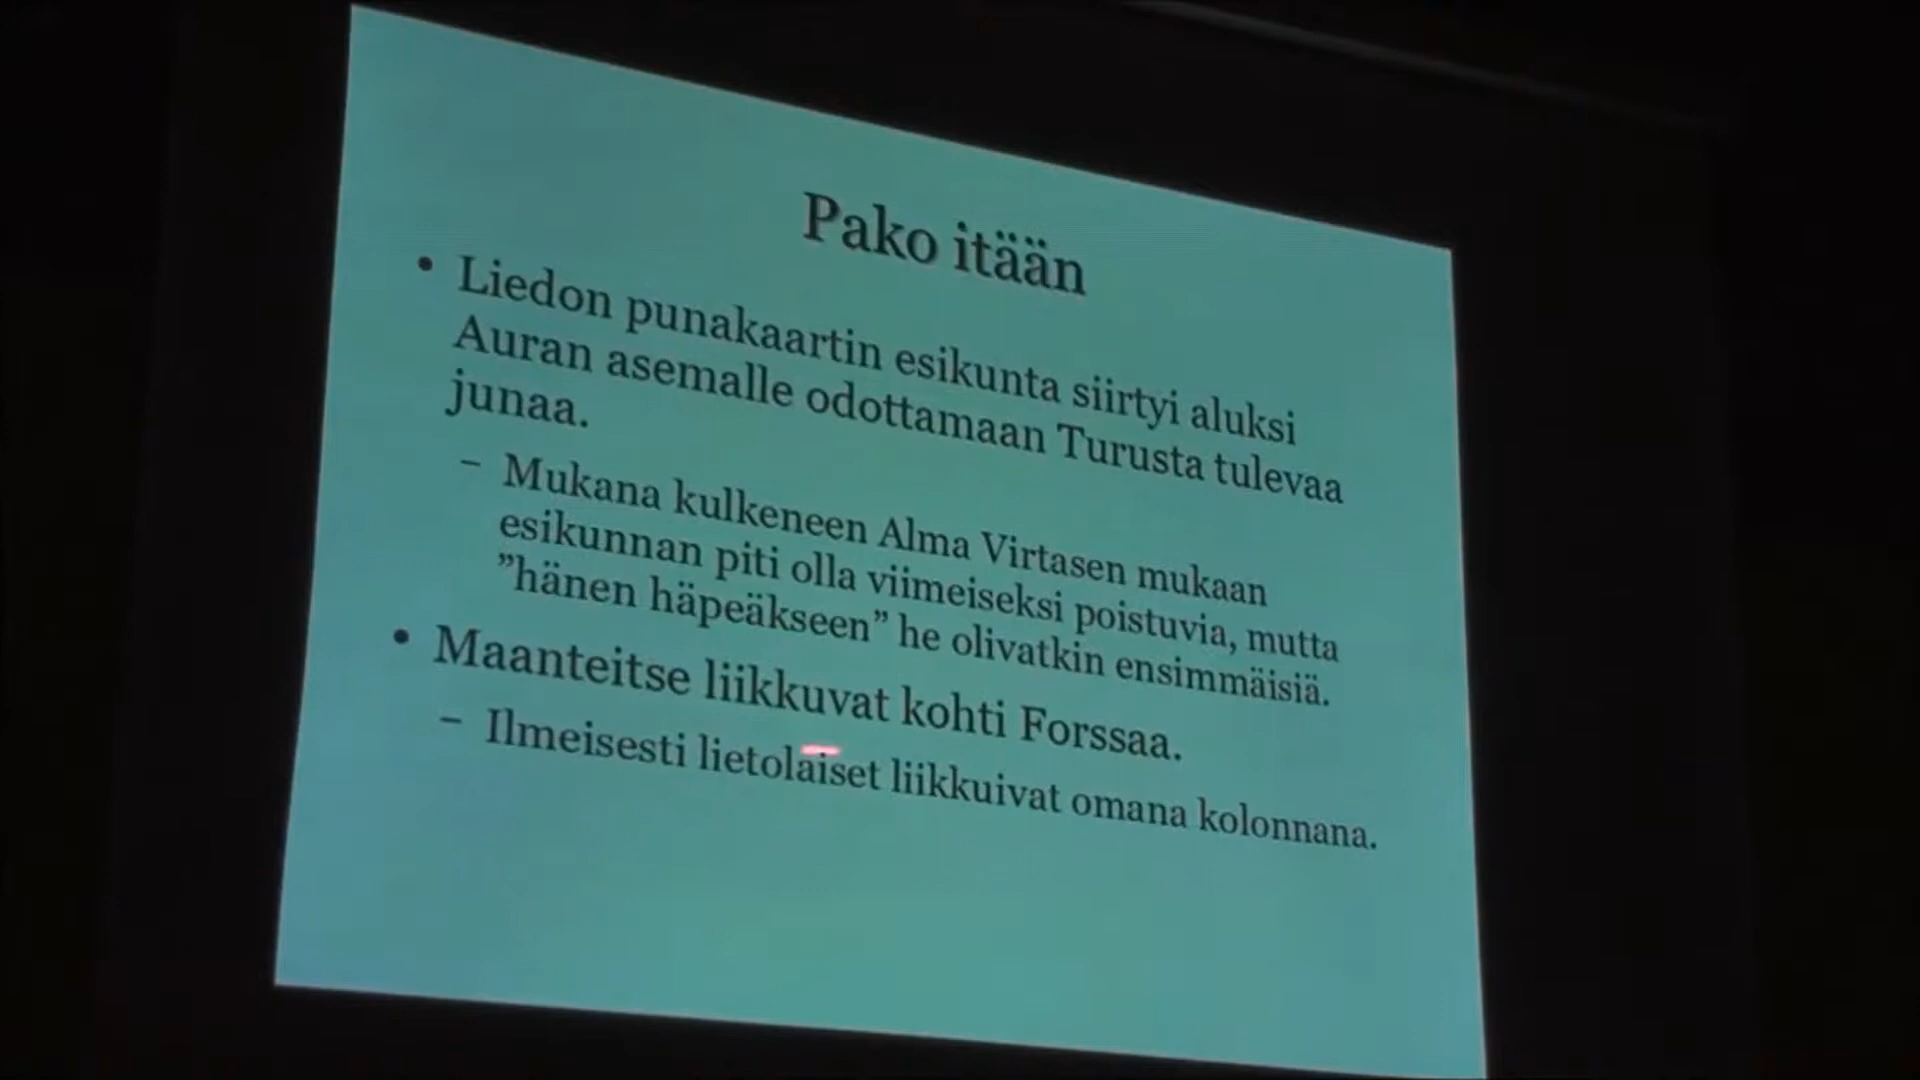 Pako itään
• Liedon punakaartin esikunta siirtyi aluksi
Auran asemalle odottamaan Turusta tulevaa
junaa.
– Mukana kulkeneen Alma Virtasen mukaan
esikunnan piti olla viimeiseksi poistuvia, mutta
”hänen häpeäkseen” he olivatkin ensimmäisiä.
• Maanteitse liikkuvat kohti Forssaa.
– Ilmeisesti lietolaiset liikkuivat omana kolonnana.